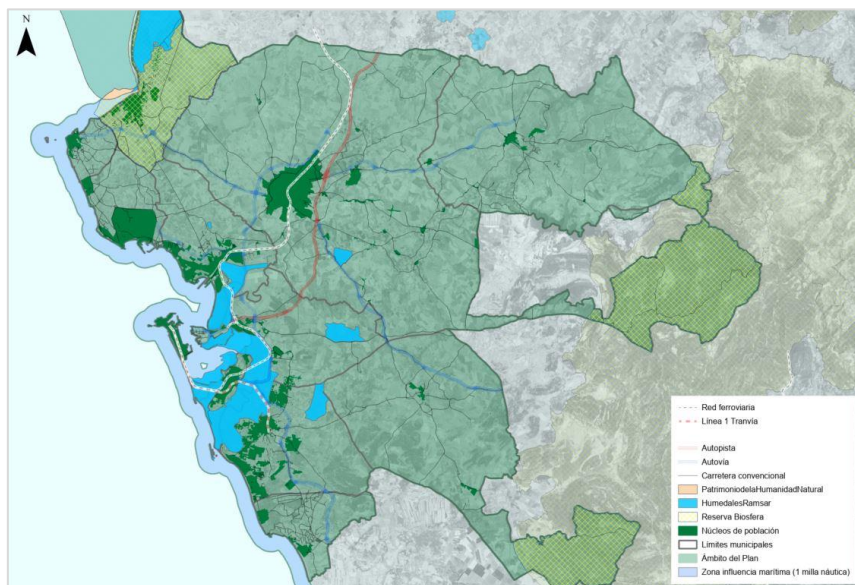 N
Red ferroviaria
Línea 1 Tranvía
Autopista
Autovía
Carretera convencional
PatrimoniodelaHumanidadNatural
HumedalesRamsar
Reserva Biosfera
Núcleos de población
Límites municipales
Ámbito del Plan
Zona influencia marítima (1 milla náutica)